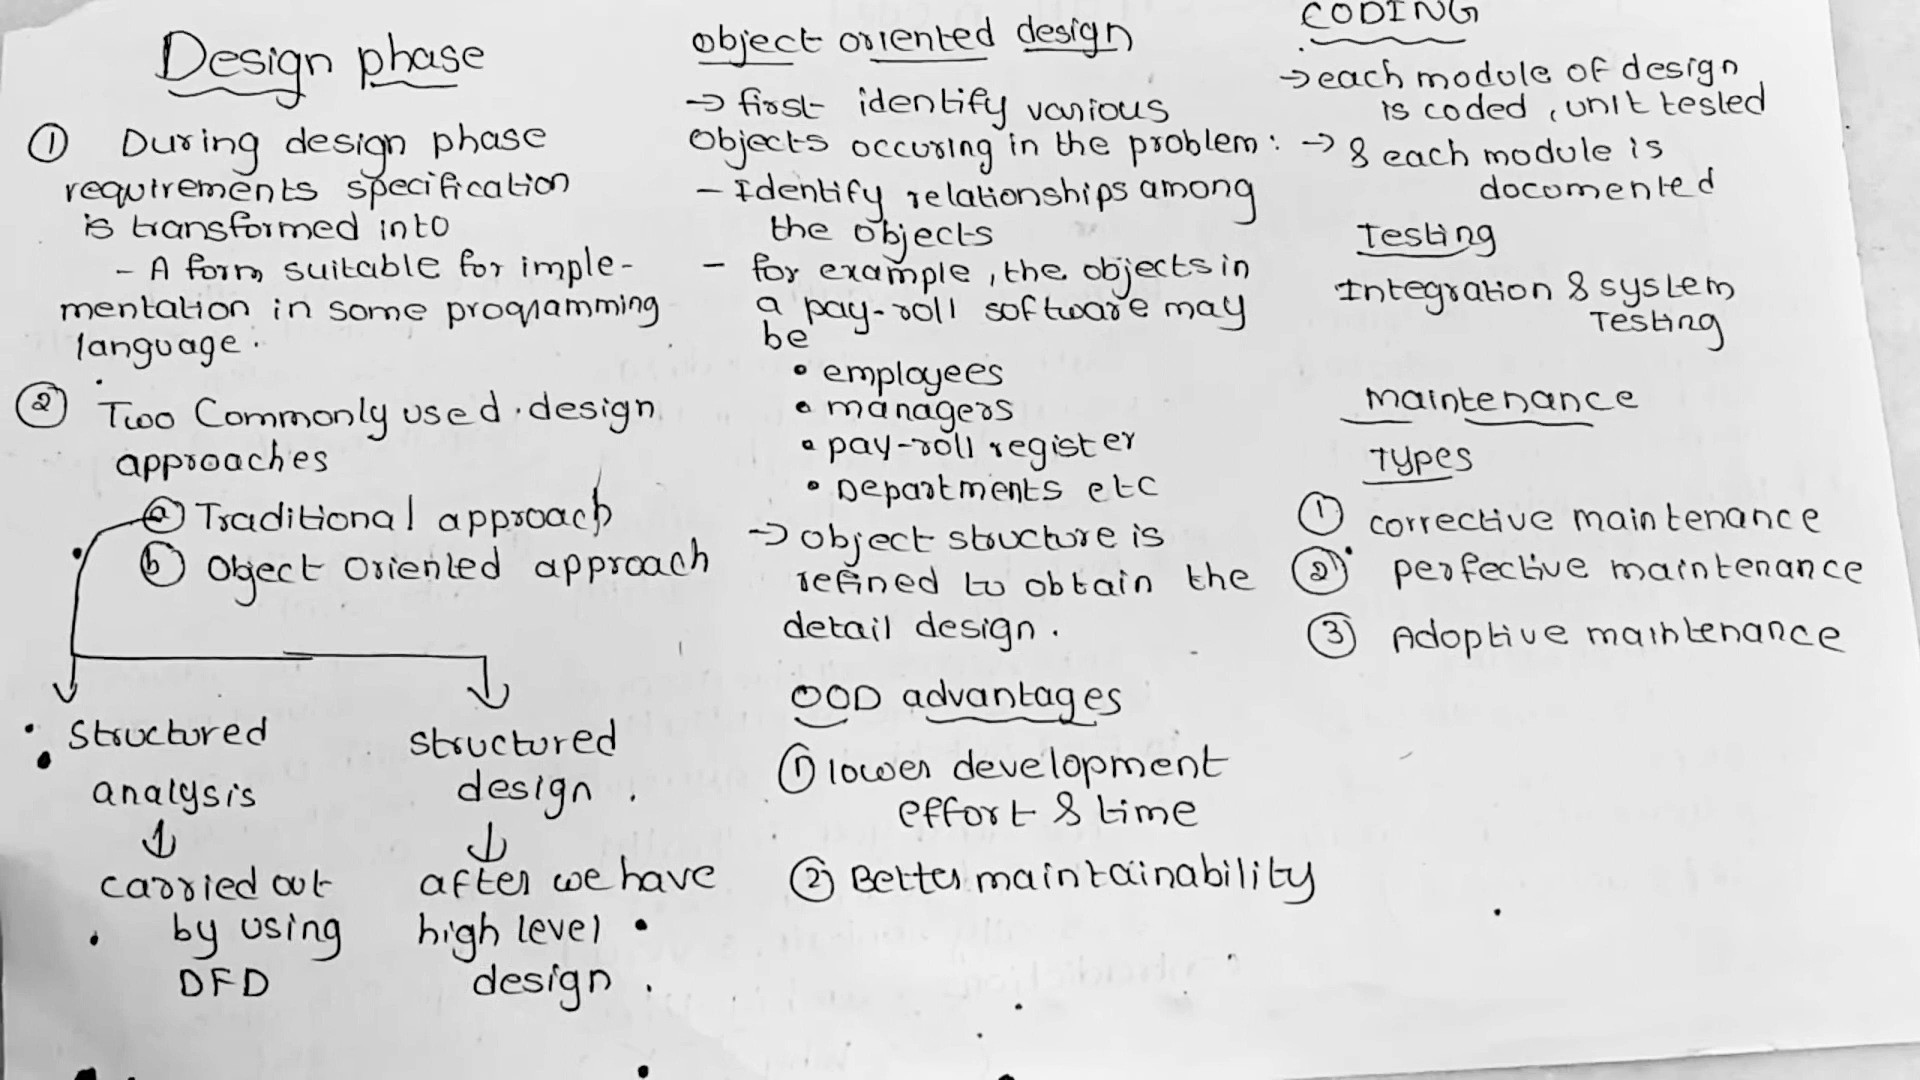 Design phase
① During design phase
requirements specification
is transformed into
- A form suitable for imple-
mentation in some programming
language.
② Two Commonly used design
approaches
ⓐ Traditional approach
ⓑ Object Oriented approach
Structured
analysis
↓
carried out
by using
DFD
structured
design.
↓
after we have
high level
design.
object oriented design
→ first identify various
Objects occuring in the problem:
- Identify relationships among
the objects
- for example, the objects in
a pay-roll software may
be
• employees
• managers
• pay-roll register
• Departments etc
→ object structure is
refined to obtain the
detail design.
OOD advantages
① lower development
effort & time
② Better maintainability
CODING
→ each module of design
is coded, unit tested
→ & each module is
documented
Testing
Integration & system
Testing
maintenance
Types
① corrective maintenance
② perfective maintenance
③ Adoptive maintenance